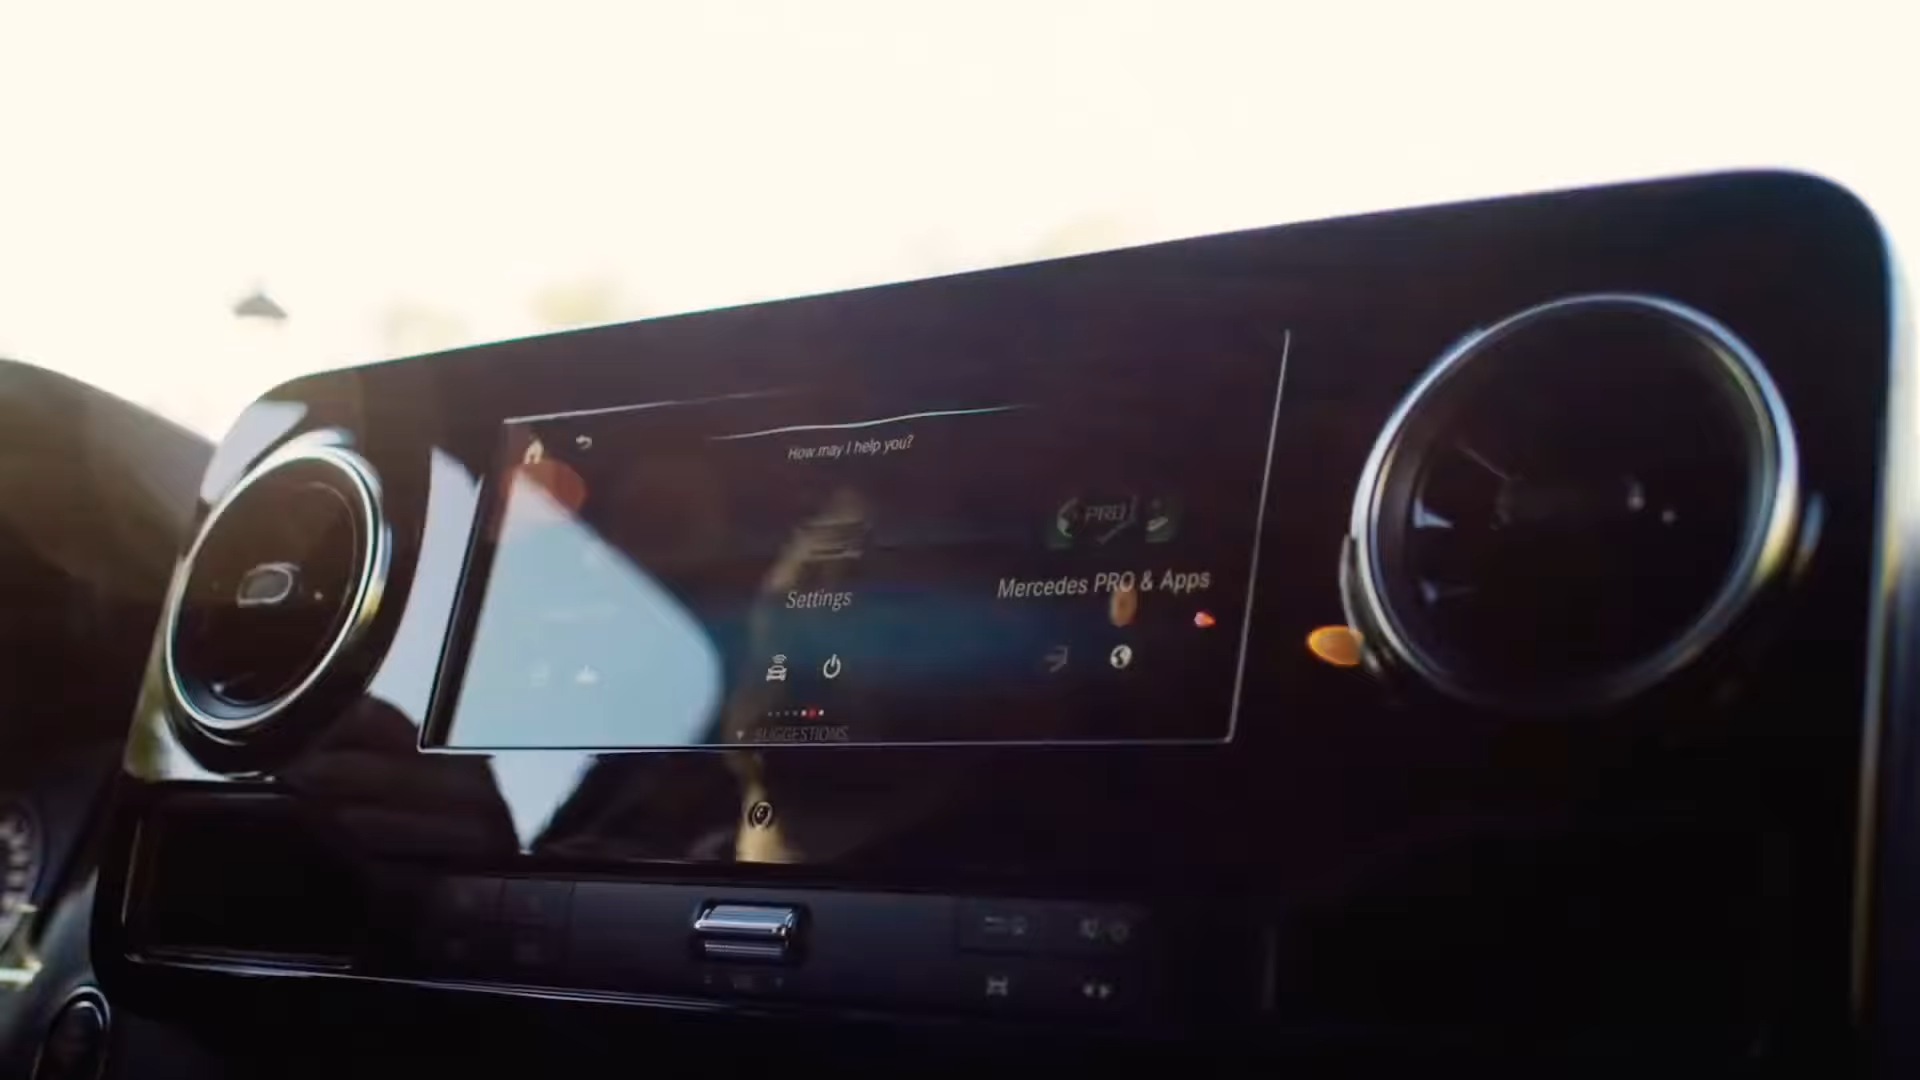 How may I help you?
PRO
Settings
Mercedes PRO & Apps
SUGGESTIONS